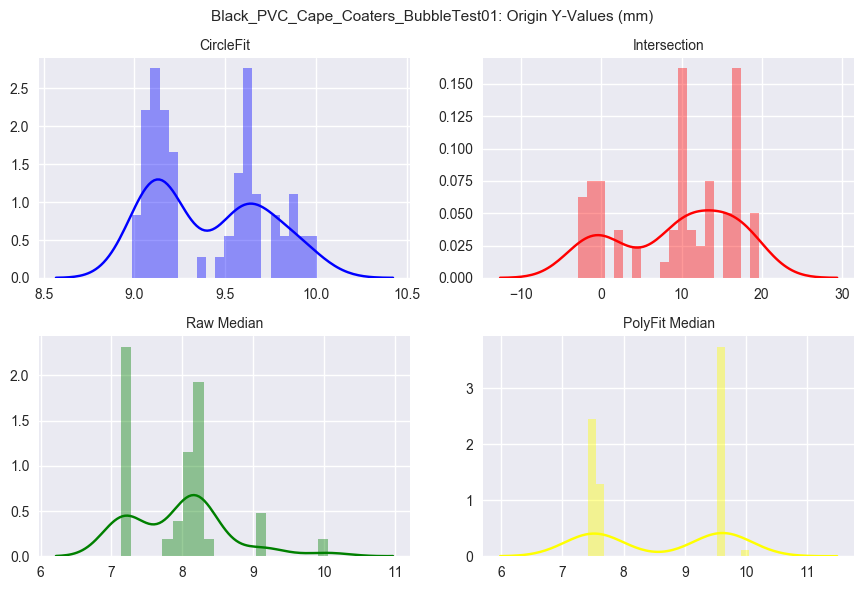 Black_PVC_Cape_Coaters_BubbleTest01: Origin Y-Values (mm)
CircleFit
2.5
2.0
1.5
1.0
0.5
0.0
8.5 9.0 9.5 10.0 10.5
Intersection
0.150
0.125
0.100
0.075
0.050
0.025
0.000
−10 0 10 20 30
Raw Median
2.0
1.5
1.0
0.5
0.0
6 7 8 9 10 11
PolyFit Median
3
2
1
0
6 7 8 9 10 11